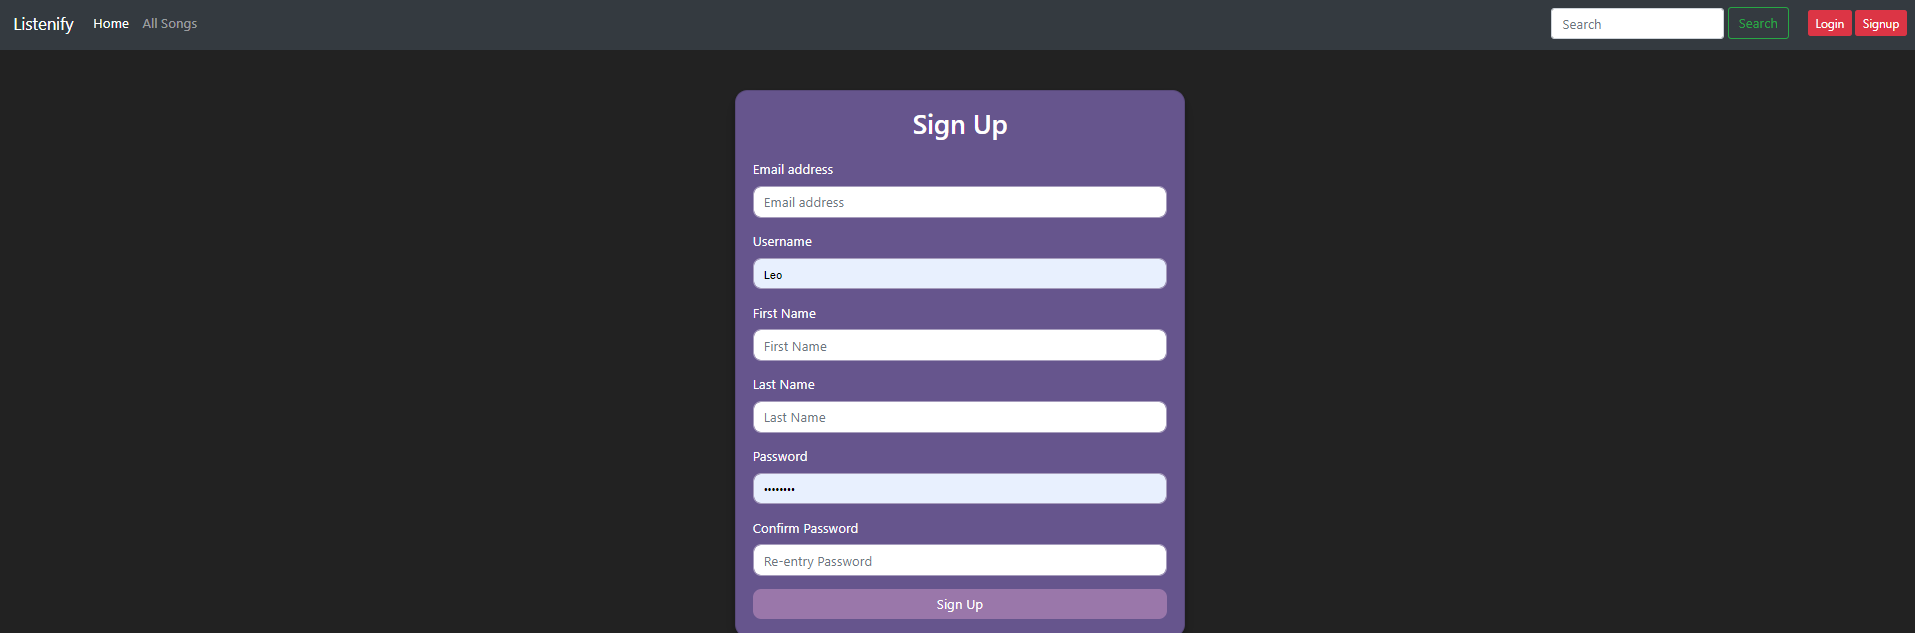 Listenify Home All Songs Search Search Login Signup
Sign Up
Email address
Email address
Username
Leo
First Name
First Name
Last Name
Last Name
Password
••••••••
Confirm Password
Re-entry Password
Sign Up